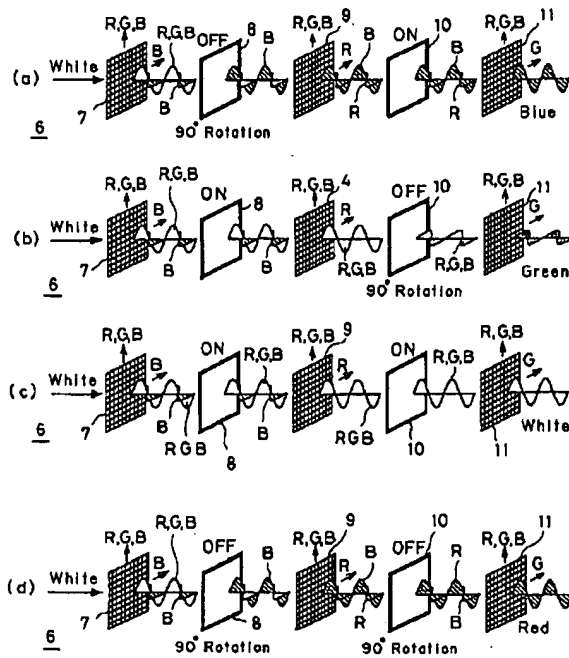 R,G,B B R,G,B OFF 8 B R,G,B 9 R B ON 10 B R,G,B 11 G
(a) White 7 B R R Blue
6 90° Rotation
R,G,B B R,G,B ON 8 R,G,B 4 R OFF 10 R,G,B 11 G
(b) White 7 B B R,G,B R,G,B Green
6 90° Rotation
R,G,B B ON R,G,B R,G,B 9 R ON R,G,B R,G,B G
(c) White 7 B B White
6 RGB 8 RGB 10 11
R,G,B B R,G,B OFF B R,G,B 9 R B OFF 10 R R,G,B 11 G
(d) White 7 B 8 R B Red
6 90° Rotation 90° Rotation